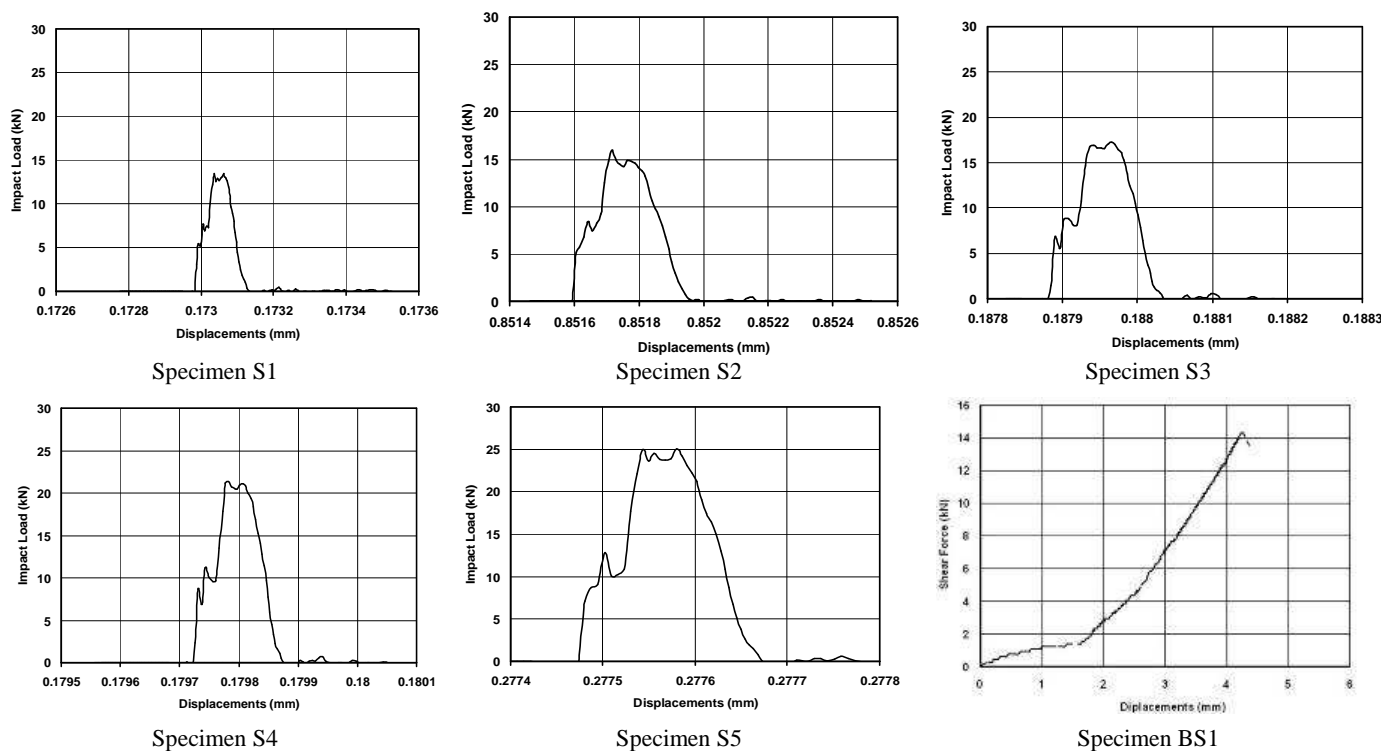 30
25
20
15
10
5
0
Impact Load (kN)
0.1726 0.1728 0.173 0.1732 0.1734 0.1736
Displacements (mm)
Specimen S1
30
25
20
15
10
5
0
Impact Load (kN)
0.8514 0.8516 0.8518 0.852 0.8522 0.8524 0.8526
Displacements (mm)
Specimen S2
30
25
20
15
10
5
0
Impact Load (kN)
0.1878 0.1879 0.188 0.1881 0.1882 0.1883
Displacements (mm)
Specimen S3
30
25
20
15
10
5
0
Impact Load (kN)
0.1795 0.1796 0.1797 0.1798 0.1799 0.18 0.1801
Displacements (mm)
Specimen S4
30
25
20
15
10
5
0
Impact Load (kN)
0.2774 0.2775 0.2776 0.2777 0.2778
Displacements (mm)
Specimen S5
16
14
12
10
8
6
4
2
0
Shear Force (kN)
0 1 2 3 4 5 6
Diplacements (mm)
Specimen BS1